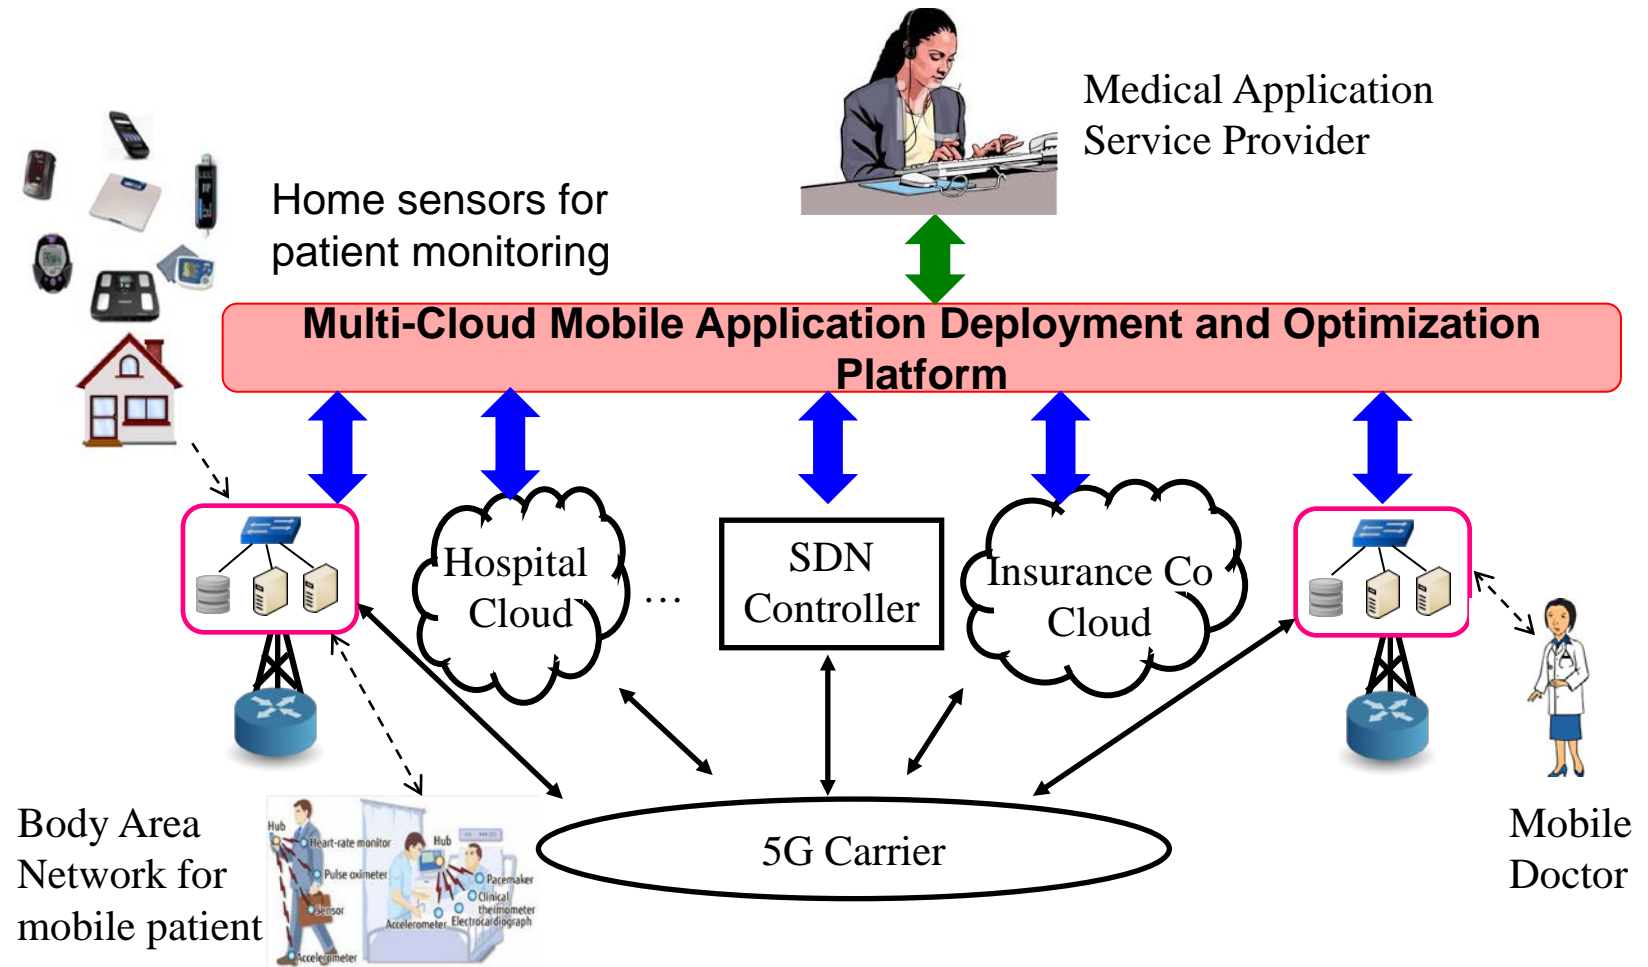 Medical Application
Service Provider
Home sensors for
patient monitoring
Multi-Cloud Mobile Application Deployment and Optimization
Platform
Hospital
Cloud
...
SDN
Controller
Insurance Co
Cloud
5G Carrier
Body Area
Network for
mobile patient
Hub
Heart-rate monitor
Pulse oximeter
Sensor
Accelerometer
Hub
Pacemaker
Clinical
thermometer
Accelerometer
Electrocardiograph
Mobile
Doctor